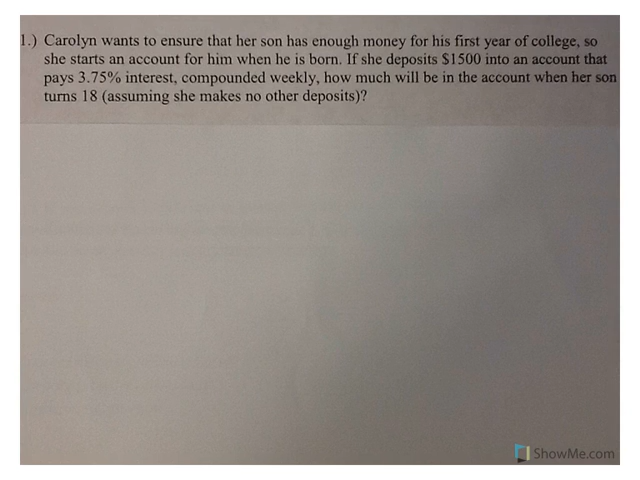 1.) Carolyn wants to ensure that her son has enough money for his first year of college, so
she starts an account for him when he is born. If she deposits $1500 into an account that
pays 3.75% interest, compounded weekly, how much will be in the account when her son
turns 18 (assuming she makes no other deposits)?
ShowMe.com